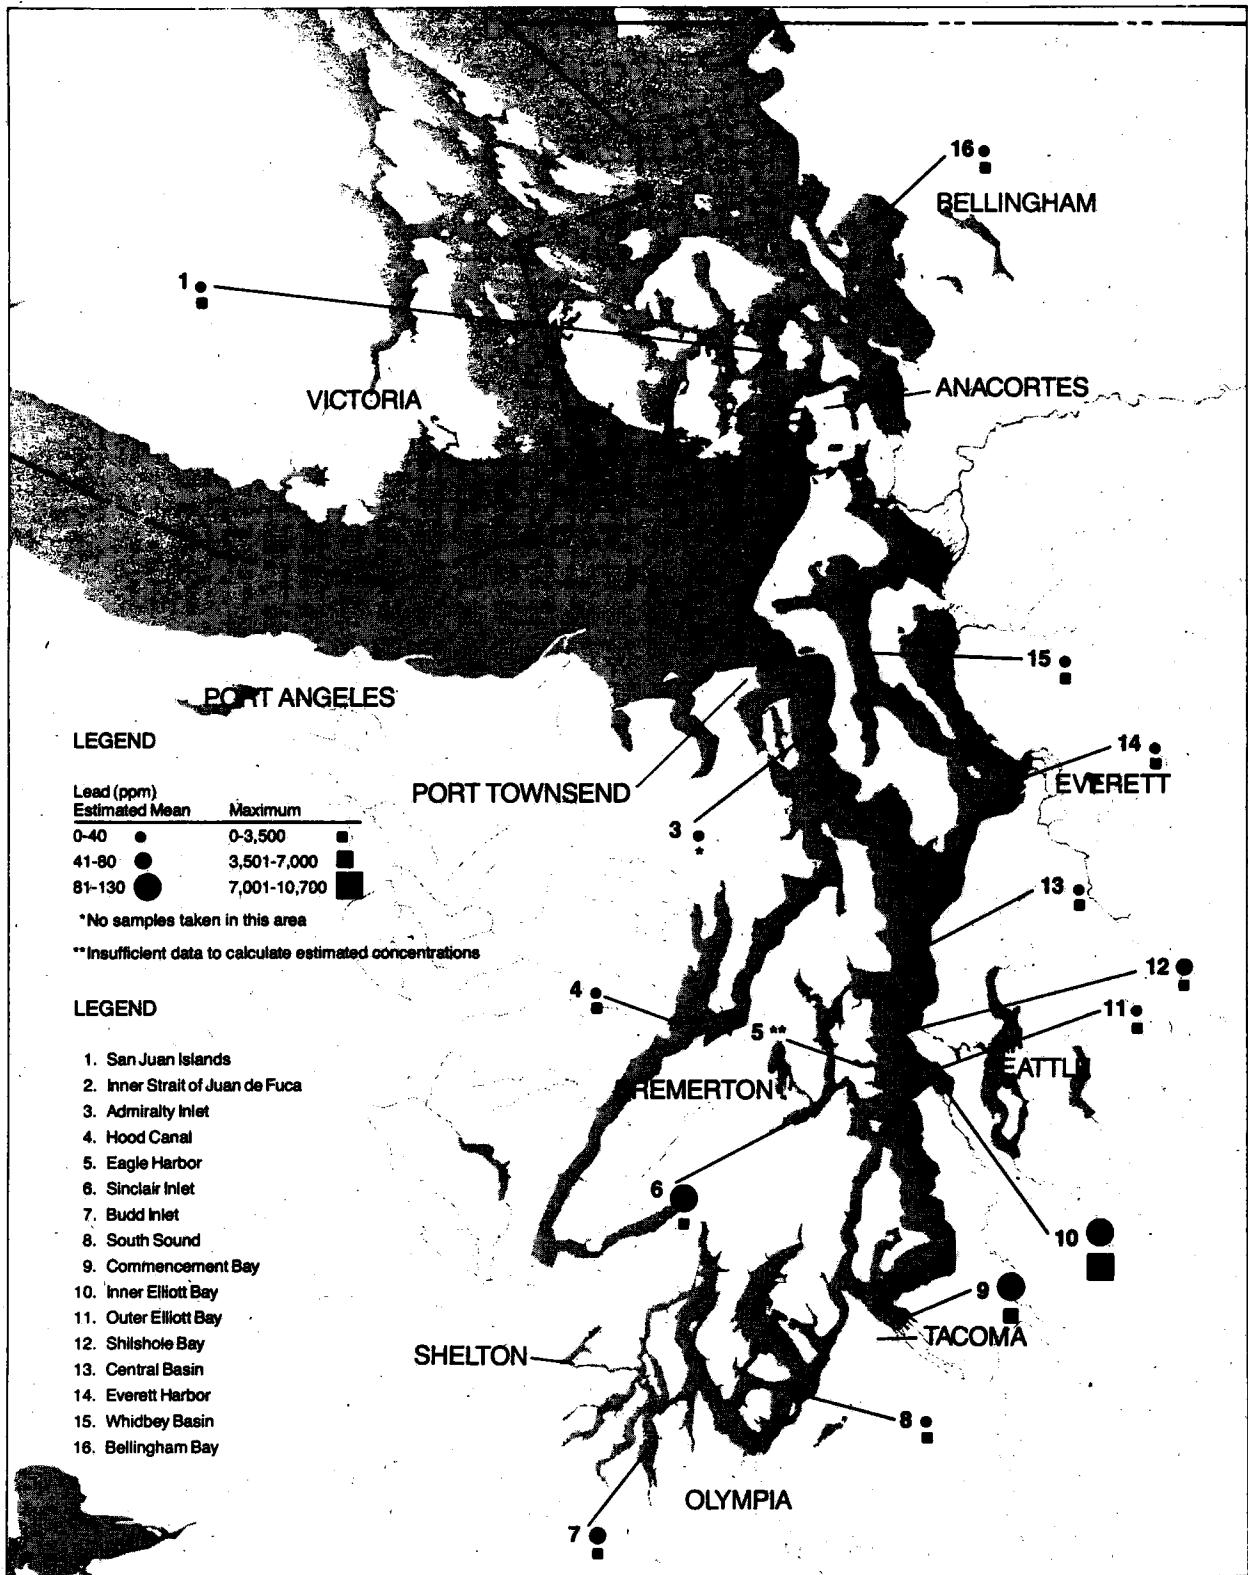 16
BELLINGHAM
1
VICTORIA
ANACORTES
15
PORT ANGELES
14
EVERETT
LEGEND
Lead (ppm)
Estimated Mean Maximum
0-40 0-3,500
41-80 3,501-7,000
81-130 7,001-10,700
*No samples taken in this area
**Insufficient data to calculate estimated concentrations
PORT TOWNSEND
3
*
13
12
4
11
5 **
EATTLE
REMERTON
LEGEND
1. San Juan Islands
2. Inner Strait of Juan de Fuca
3. Admiralty Inlet
4. Hood Canal
5. Eagle Harbor
6. Sinclair Inlet
7. Budd Inlet
8. South Sound
9. Commencement Bay
10. Inner Elliott Bay
11. Outer Elliott Bay
12. Shilshole Bay
13. Central Basin
14. Everett Harbor
15. Whidbey Basin
16. Bellingham Bay
6
10
9
TACOMA
SHELTON
8
OLYMPIA
7